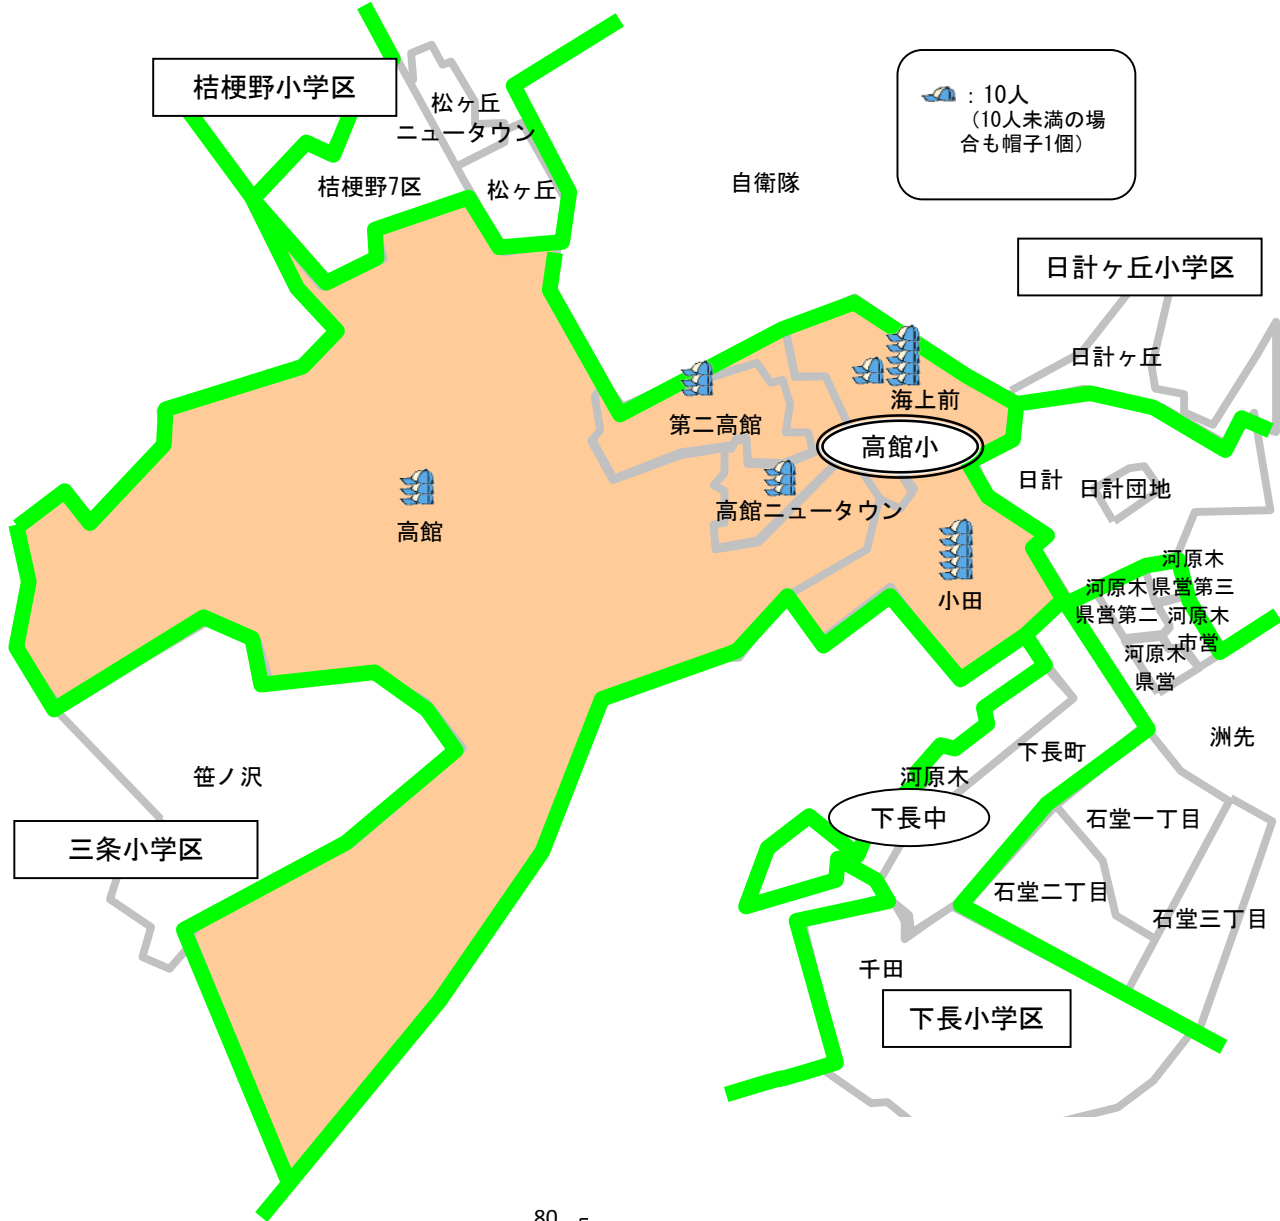 桔梗野小学区
松ヶ丘
ニュータウン
桔梗野7区
松ヶ丘
自衛隊
：10人
（10人未満の場
合も帽子1個）
日計ヶ丘小学区
日計ヶ丘
海上前
第二高館
高館小
日計
日計団地
高館ニュータウン
高館
小田
河原木
県営第三
河原木
県営第二
河原木
市営
河原木
県営
洲先
下長町
笹ノ沢
河原木
三条小学区
下長中
石堂一丁目
石堂二丁目
石堂三丁目
千田
下長小学区
80